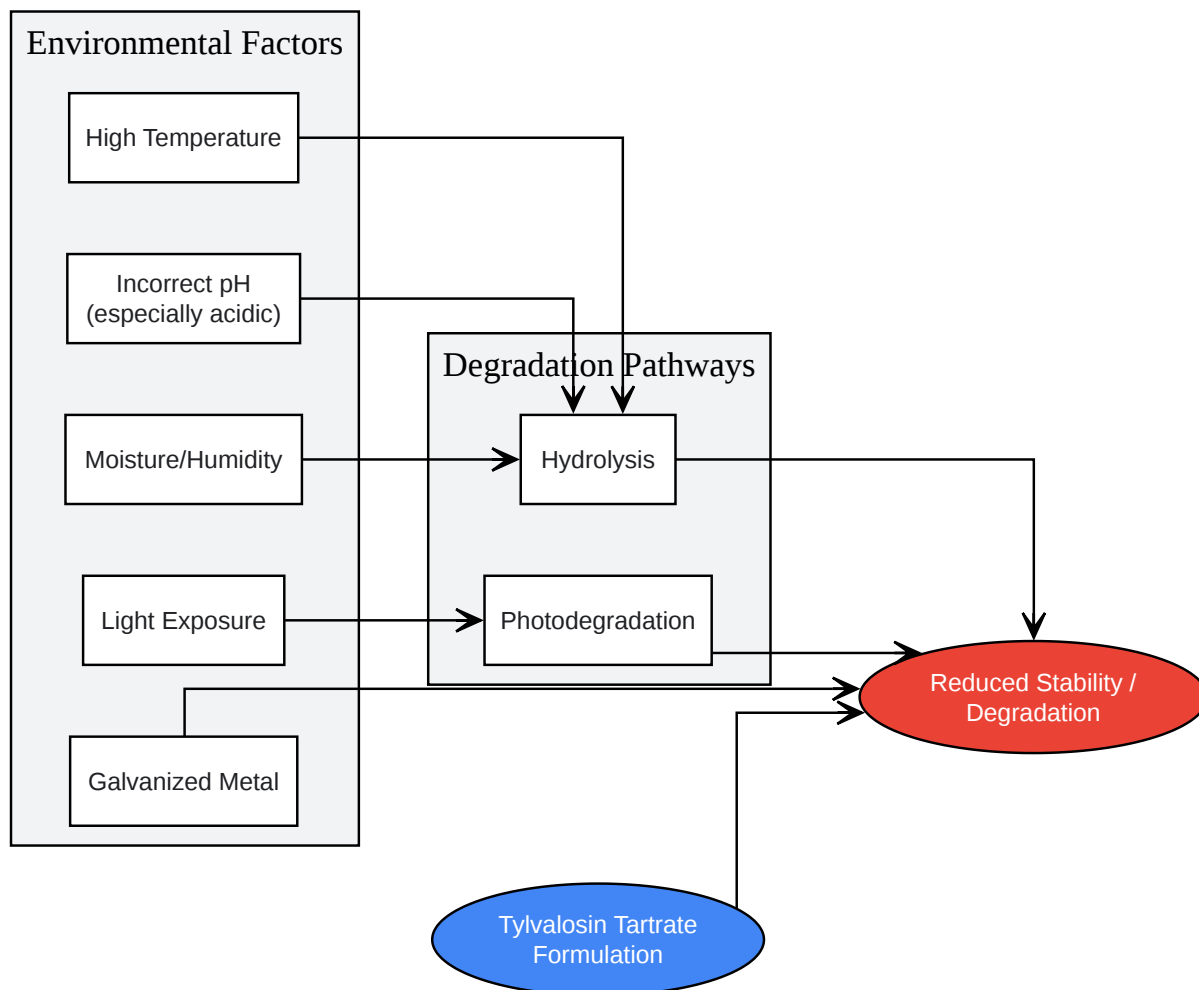 Environmental Factors
High Temperature
Incorrect pH
(especially acidic)
Degradation Pathways
Moisture/Humidity
Hydrolysis
Light Exposure
Photodegradation
Reduced Stability /
Degradation
Galvanized Metal
Tylvalosin Tartrate
Formulation